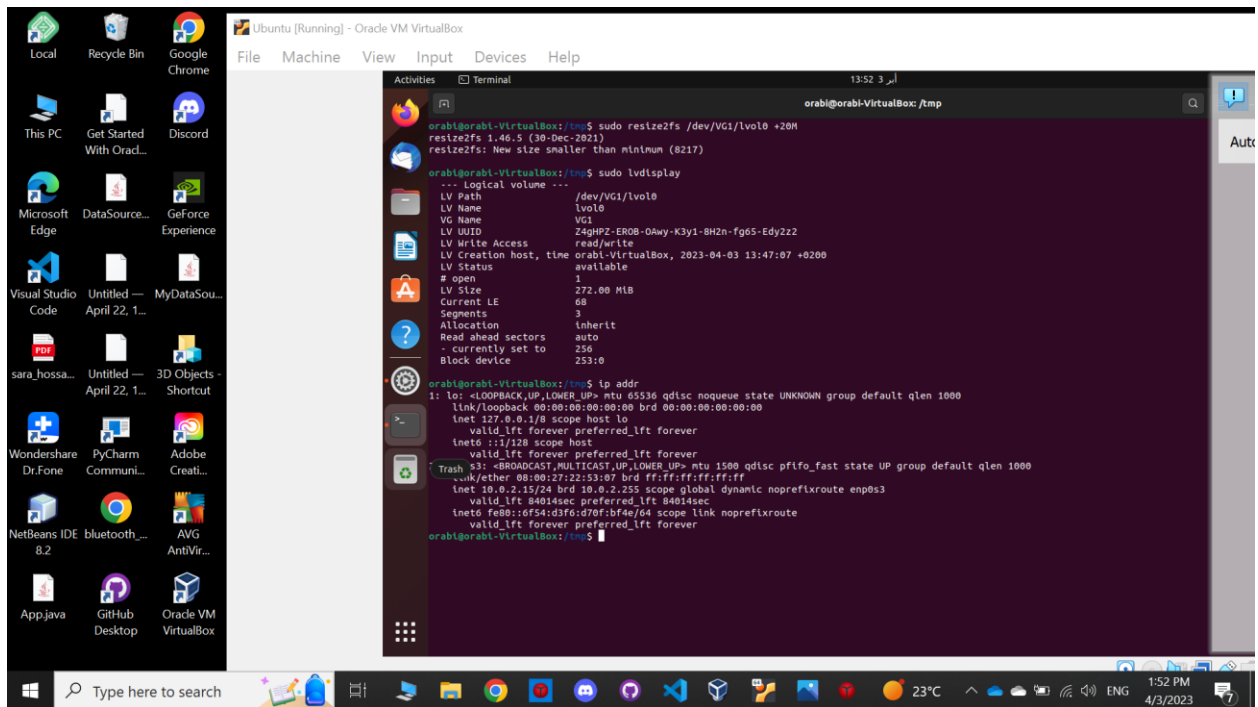 Local
Recycle Bin
Google
Chrome
This PC
Get Started
With Oracl...
Discord
Microsoft
Edge
DataSource...
GeForce
Experience
Visual Studio
Code
Untitled —
April 22, 1...
MyDataSou...
PDF
sara_hossa...
Untitled —
April 22, 1...
3D Objects -
Shortcut
Wondershare
Dr.Fone
PyCharm
Communi...
Adobe
Creati...
NetBeans IDE
8.2
bluetooth_...
AVG
AntiVir...
App.java
GitHub
Desktop
Oracle VM
VirtualBox
Ubuntu [Running] - Oracle VM VirtualBox
File Machine View Input Devices Help
Activities Terminal 13:52 3 أبر
orabi@orabi-VirtualBox: /tmp
orabi@orabi-VirtualBox:/tmp$ sudo resize2fs /dev/VG1/lvol0 +20M
resize2fs 1.46.5 (30-Dec-2021)
resize2fs: New size smaller than minimum (8217)
orabi@orabi-VirtualBox:/tmp$ sudo lvdisplay
--- Logical volume ---
LV Path /dev/VG1/lvol0
LV Name lvol0
VG Name VG1
LV UUID Z4gHPZ-EROB-OAwy-K3y1-8H2n-fg6S-Edy2z2
LV Write Access read/write
LV Creation host, time orabi-VirtualBox, 2023-04-03 13:47:07 +0200
LV Status available
# open 1
LV Size 272.00 MiB
Current LE 68
Segments 3
Allocation inherit
Read ahead sectors auto
- currently set to 256
Block device 253:0
orabi@orabi-VirtualBox:/tmp$ ip addr
1: lo: <LOOPBACK,UP,LOWER_UP> mtu 65536 qdisc noqueue state UNKNOWN group default qlen 1000
link/loopback 00:00:00:00:00:00 brd 00:00:00:00:00:00
inet 127.0.0.1/8 scope host lo
valid_lft forever preferred_lft forever
inet6 ::1/128 scope host
valid_lft forever preferred_lft forever
Trash
s3: <BROADCAST,MULTICAST,UP,LOWER_UP> mtu 1500 qdisc pfifo_fast state UP group default qlen 1000
link/ether 08:00:27:22:53:07 brd ff:ff:ff:ff:ff:ff
inet 10.0.2.15/24 brd 10.0.2.255 scope global dynamic noprefixroute enp0s3
valid_lft 84014sec preferred_lft 84014sec
inet6 fe80::6f54:d3f6:d70f:bf4e/64 scope link noprefixroute
valid_lft forever preferred_lft forever
orabi@orabi-VirtualBox:/tmp$
Auto
Type here to search
23°C
ENG
1:52 PM
4/3/2023
7